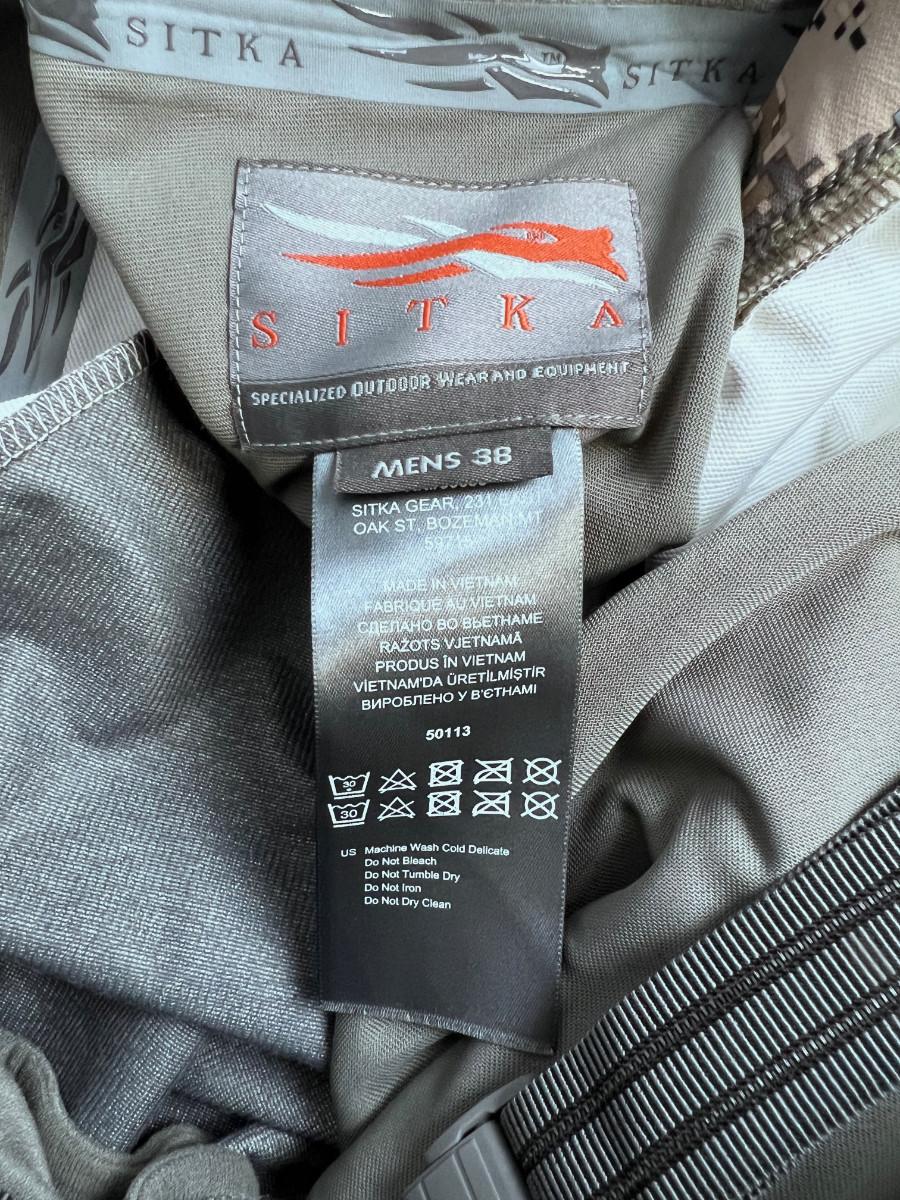 SITKA
™
SITKA
SITKA
SPECIALIZED OUTDOOR WEAR AND EQUIPMENT
MENS 38
SITKA GEAR,
OAK ST, BOZEMAN MT
MADE IN VIETNAM
FABRIQUE AU VIETNAM
СДЕЛАНО ВО ВЬЕТНАМЕ
RAŽOTS VJETNAMĀ
PRODUS ÎN VIETNAM
VİETNAM'DA ÜRETİLMİŞTİR
ВИРОБЛЕНО У В'ЄТНАМІ
50113
30
30
US Machine Wash Cold Delicate
Do Not Bleach
Do Not Tumble Dry
Do Not Iron
Do Not Dry Clean